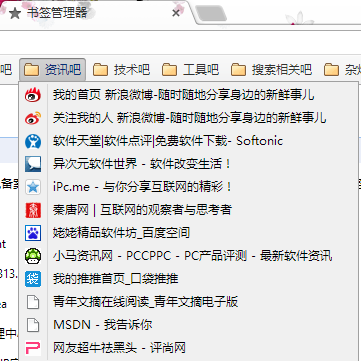 书签管理器
吧 资讯吧 技术吧 工具吧 搜索相关吧 杂烩
我的首页 新浪微博-随时随地分享身边的新鲜事儿
关注我的人 新浪微博-随时随地分享身边的新鲜事儿
软件天堂|软件点评|免费软件下载- Softonic
异次元软件世界 - 软件改变生活！
iPc.me - 与你分享互联网的精彩！
秦唐网 | 互联网的观察者与思考者
姥姥精品软件坊_百度空间
nt
小马资讯网 - PCCPPC - PC产品评测 - 最新软件资讯
313.
我的推推首页_口袋推推
ea
青年文摘在线阅读_青年文摘电子版
理中
MSDN - 我告诉你
网友超牛祛黑头 - 评尚网